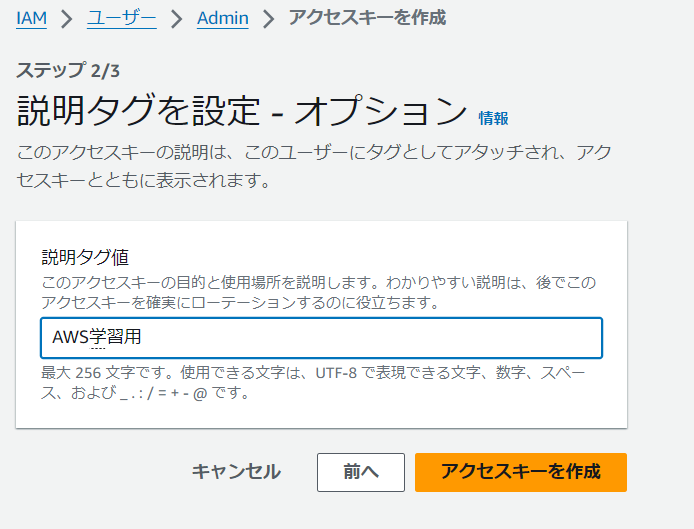 IAM > ユーザー > Admin > アクセスキーを作成
ステップ 2/3
説明タグを設定 - オプション 情報
このアクセスキーの説明は、このユーザーにタグとしてアタッチされ、アク
セスキーとともに表示されます。
説明タグ値
このアクセスキーの目的と使用場所を説明します。わかりやすい説明は、後でこの
アクセスキーを確実にローテーションするのに役立ちます。
AWS学習用
最大 256 文字です。使用できる文字は、UTF-8 で表現できる文字、数字、スペー
ス、および _ . : / = + - @ です。
キャンセル 前へ アクセスキーを作成